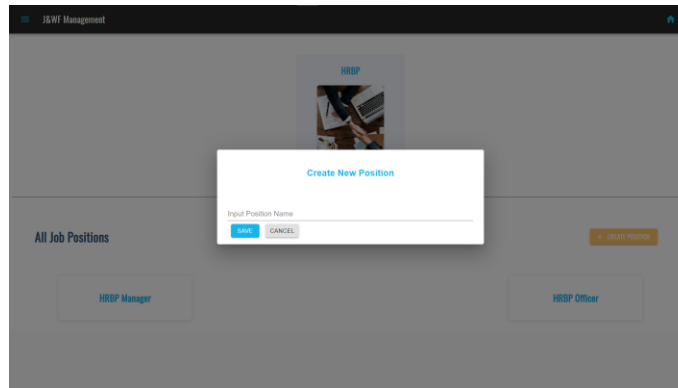 J&WF Management
HRBP
Create New Position
Input Position Name
SAVE CANCEL
All Job Positions
+ CREATE POSITION
HRBP Manager
HRBP Officer